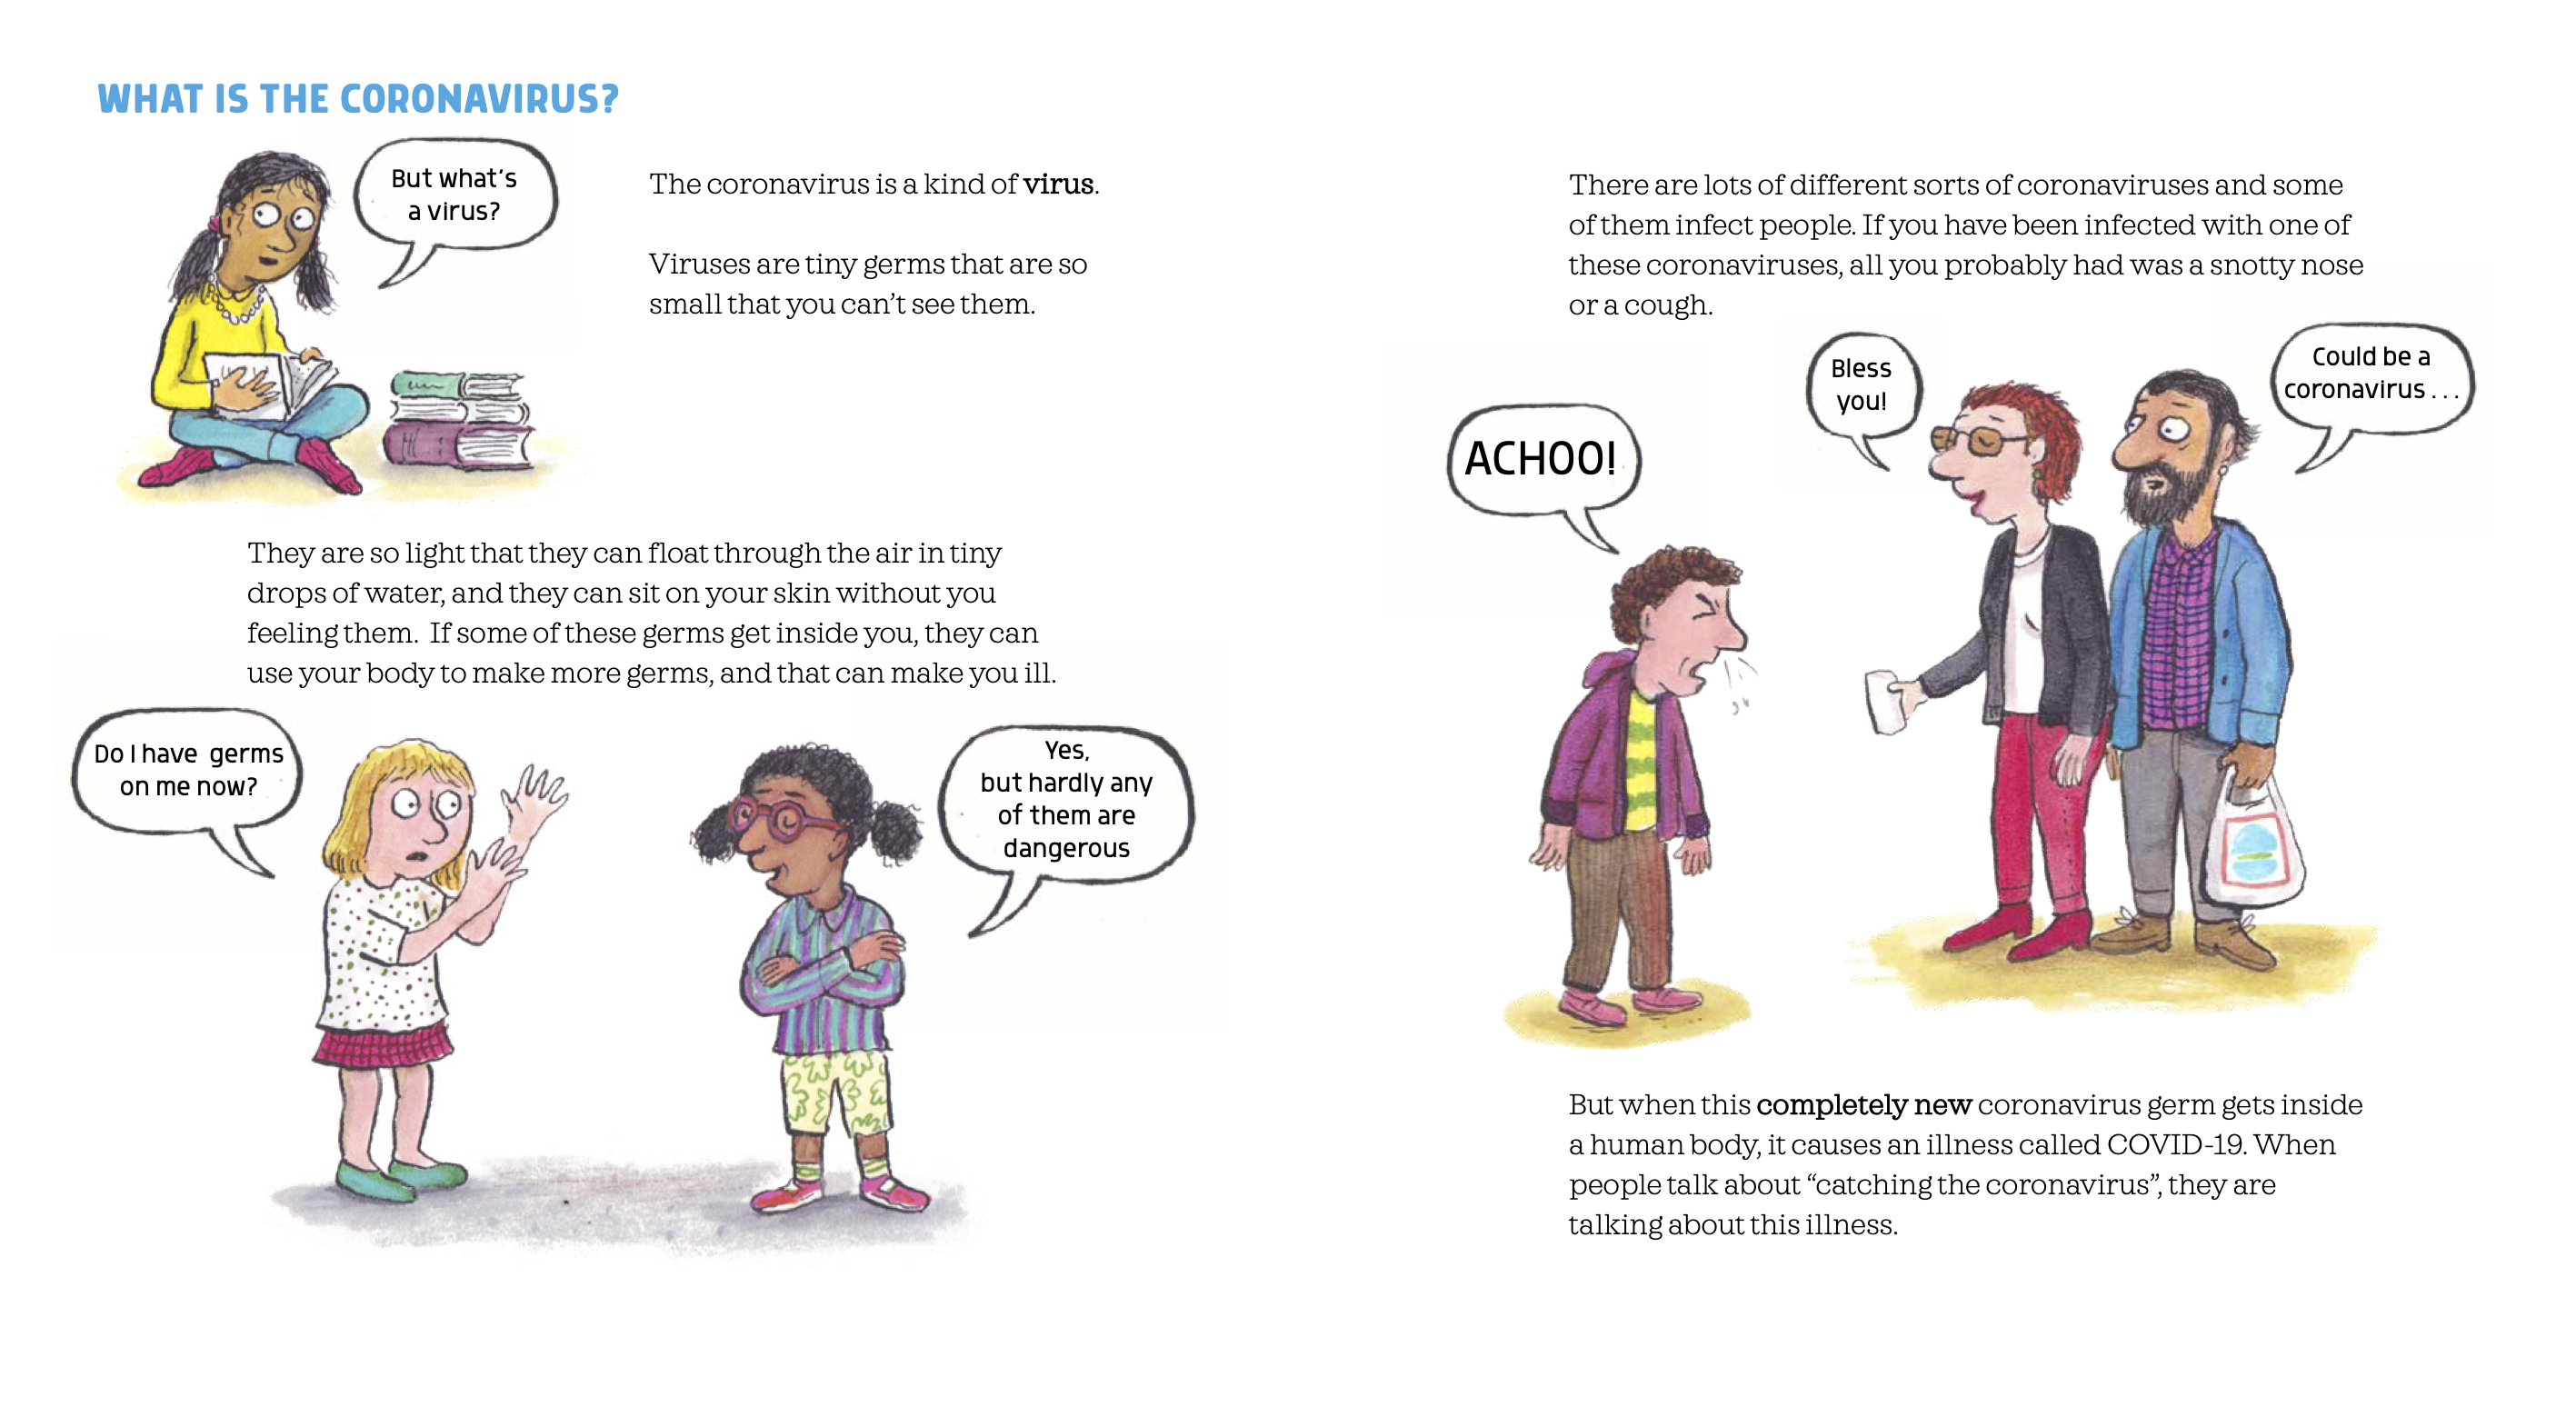 WHAT IS THE CORONAVIRUS?
But what's
a virus?
The coronavirus is a kind of virus.
Viruses are tiny germs that are so
small that you can't see them.
They are so light that they can float through the air in tiny
drops of water, and they can sit on your skin without you
feeling them.  If some of these germs get inside you, they can
use your body to make more germs, and that can make you ill.
Do I have  germs
on me now?
Yes,
but hardly any
of them are
dangerous
There are lots of different sorts of coronaviruses and some
of them infect people. If you have been infected with one of
these coronaviruses, all you probably had was a snotty nose
or a cough.
ACHOO!
Bless
you!
Could be a
coronavirus . . .
But when this completely new coronavirus germ gets inside
a human body, it causes an illness called COVID-19. When
people talk about “catching the coronavirus”, they are
talking about this illness.